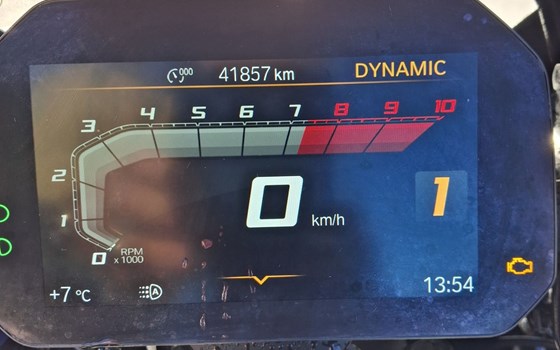 000 41857 km DYNAMIC
3 4 5 6 7 8 9 10
2
1
0 RPM x 1000
0 km/h
1
+7 °C A 13:54